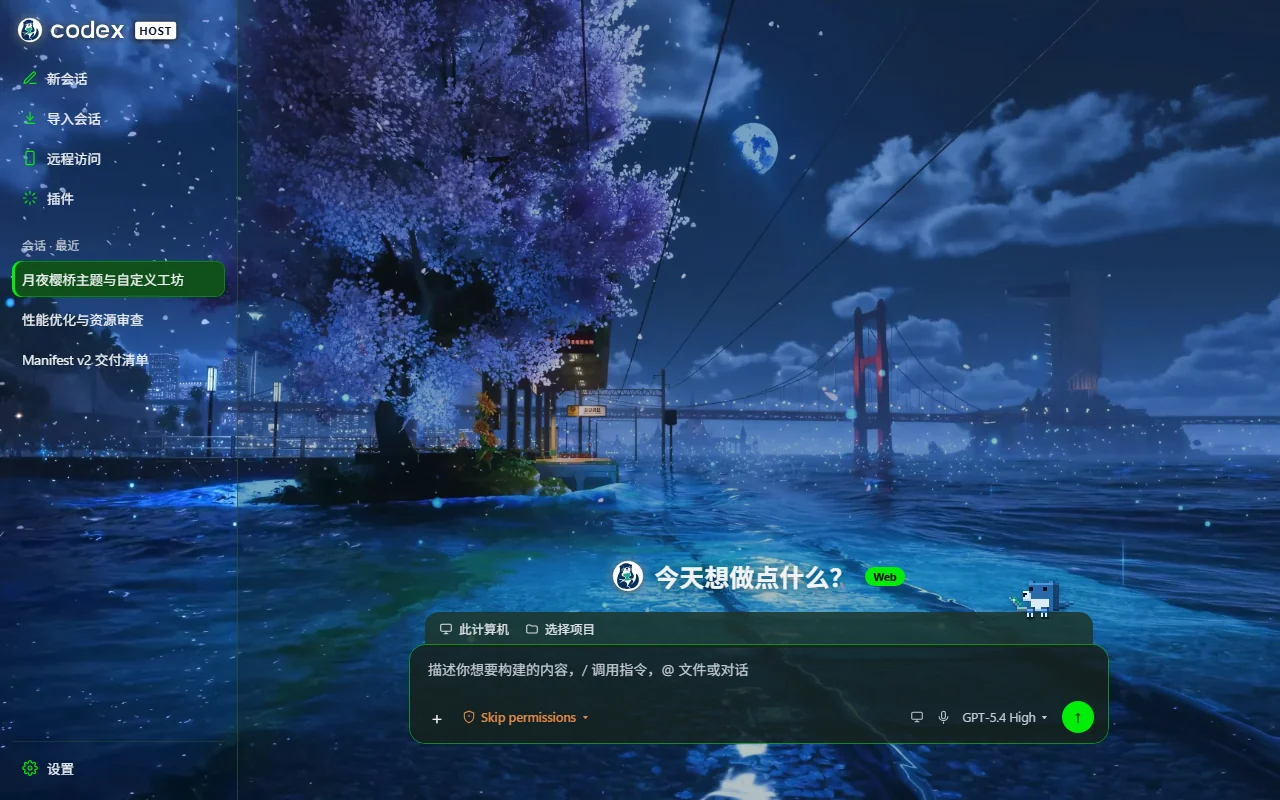 codex HOST
新会话
导入会话
远程访问
插件
会话 · 最近
月夜樱桥主题与自定义工坊
性能优化与资源审查
Manifest v2 交付清单
今天想做点什么？ Web
此计算机 选择项目
描述你想要构建的内容，/ 调用指令，@ 文件或对话
+ Skip permissions
GPT-5.4 High
设置